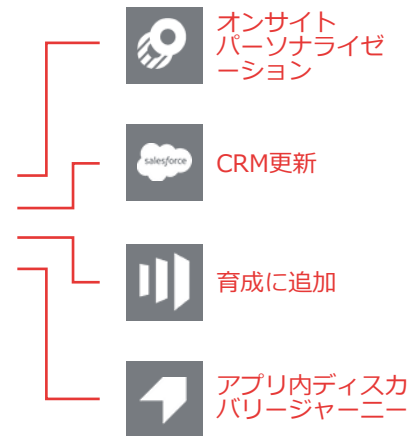 オンサイト
パーソナライゼ
ーション
salesforce
CRM更新
育成に追加
アプリ内ディスカ
バリージャーニー